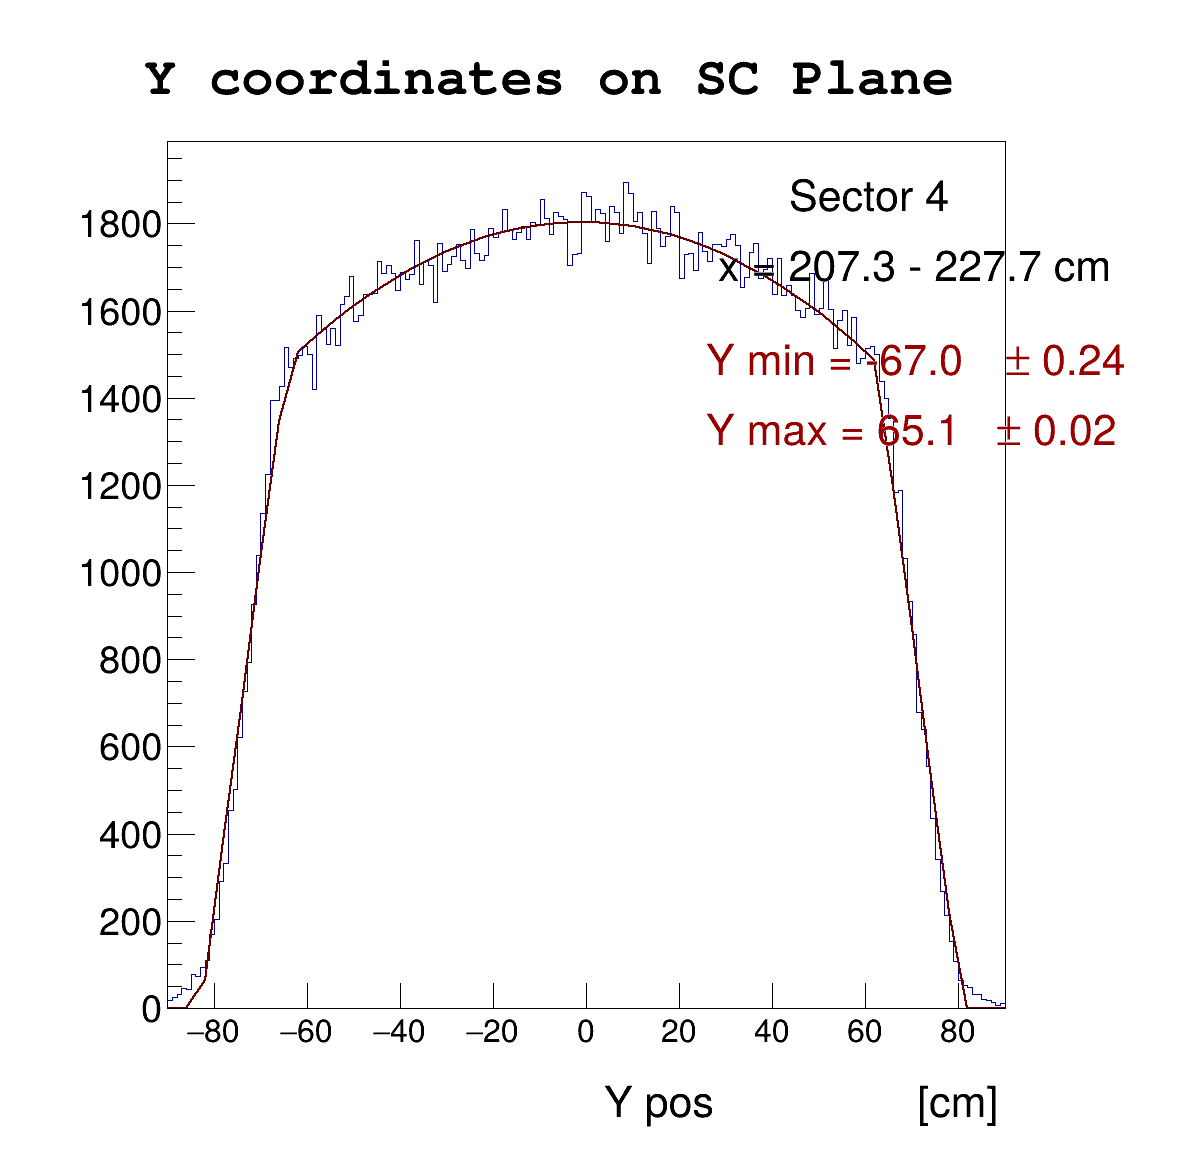 Y coordinates on SC Plane
Sector 4
x = 207.3 - 227.7 cm
Y min = -67.0 ± 0.24
Y max = 65.1 ± 0.02
1800
1600
1400
1200
1000
800
600
400
200
0
−80 −60 −40 −20 0 20 40 60 80
Y pos [cm]